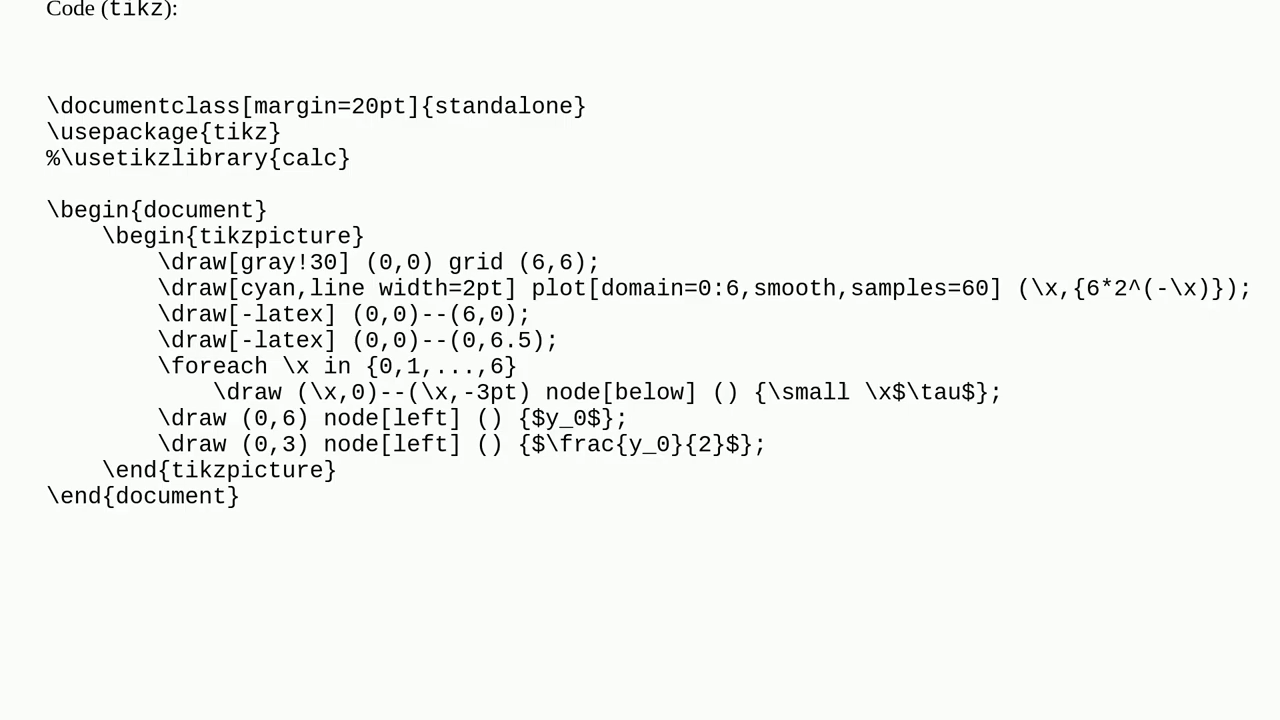 Code (tikz):
\documentclass[margin=20pt]{standalone}
\usepackage{tikz}
%\usetikzlibrary{calc}
\begin{document}
    \begin{tikzpicture}
        \draw[gray!30] (0,0) grid (6,6);
        \draw[cyan,line width=2pt] plot[domain=0:6,smooth,samples=60] (\x,{6*2^(-\x)});
        \draw[-latex] (0,0)--(6,0);
        \draw[-latex] (0,0)--(0,6.5);
        \foreach \x in {0,1,...,6}
            \draw (\x,0)--(\x,-3pt) node[below] () {\small \x$\tau$};
        \draw (0,6) node[left] () {$y_0$};
        \draw (0,3) node[left] () {$\frac{y_0}{2}$};
    \end{tikzpicture}
\end{document}